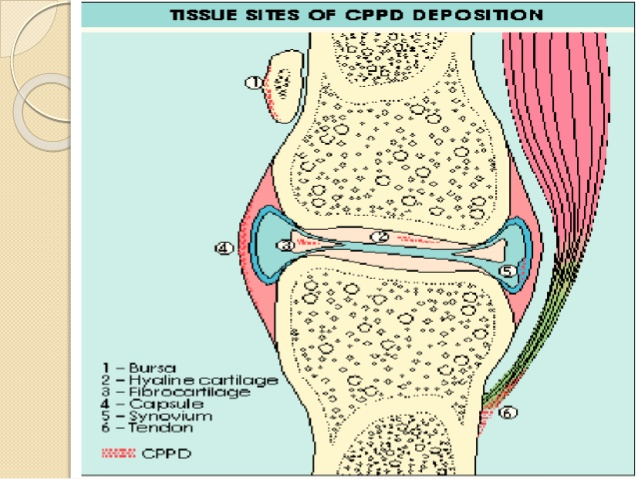 TISSUE SITES OF CPPD DEPOSITION
1
2
3
4
5
6
1 – Bursa
2 – Hyaline cartilage
3 – Fibrocartilage
4 – Capsule
5 – Synovium
6 – Tendon
CPPD